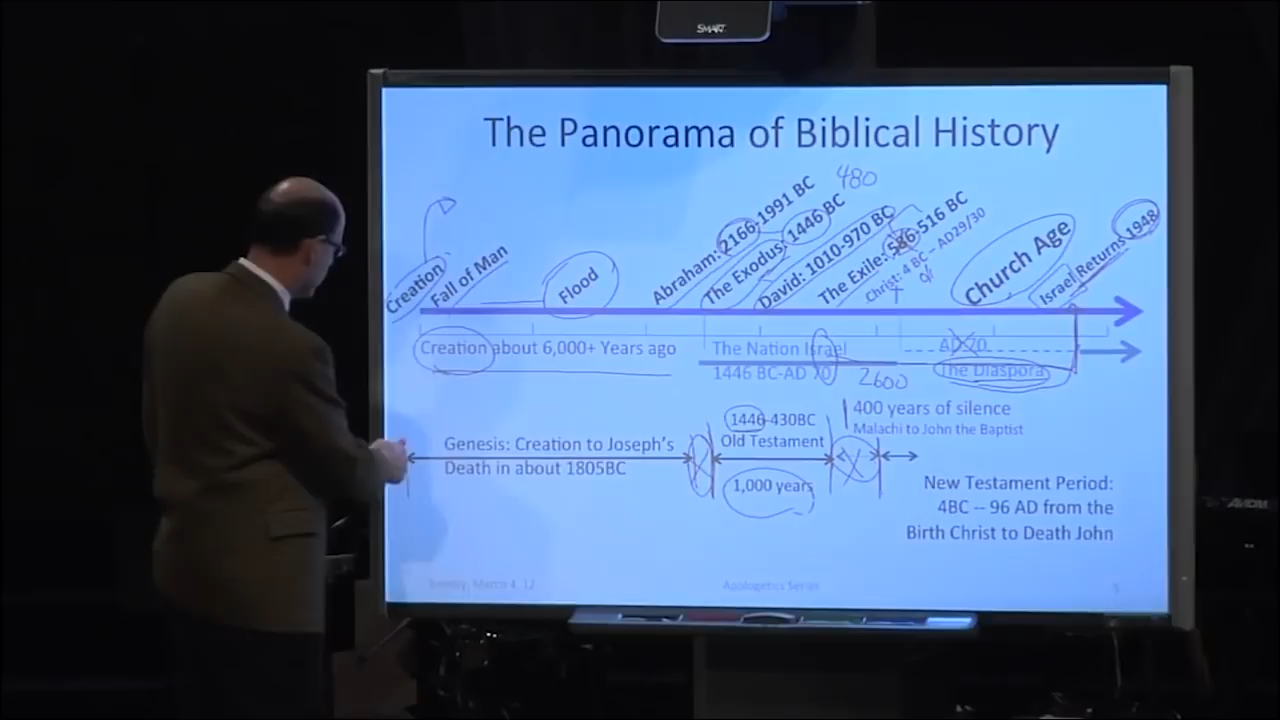 SMART
The Panorama of Biblical History
480
Creation
Fall of Man
Flood
Abraham: 2166-1991 BC
The Exodus: 1446 BC
David: 1010-970 BC
The Exile: 586-516 BC
Christ: 4 BC – AD29/30
Church Age
Israel Returns 1948
Creation about 6,000+ Years ago
The Nation Israel
AD 70
1446 BC-AD 70
2600
The Diaspora
1446-430BC
Old Testament
400 years of silence
Malachi to John the Baptist
Genesis: Creation to Joseph's
Death in about 1805BC
1,000 years
New Testament Period:
4BC -- 96 AD from the
Birth Christ to Death John
Sunday, March 4, 12
Apologetics Series
5